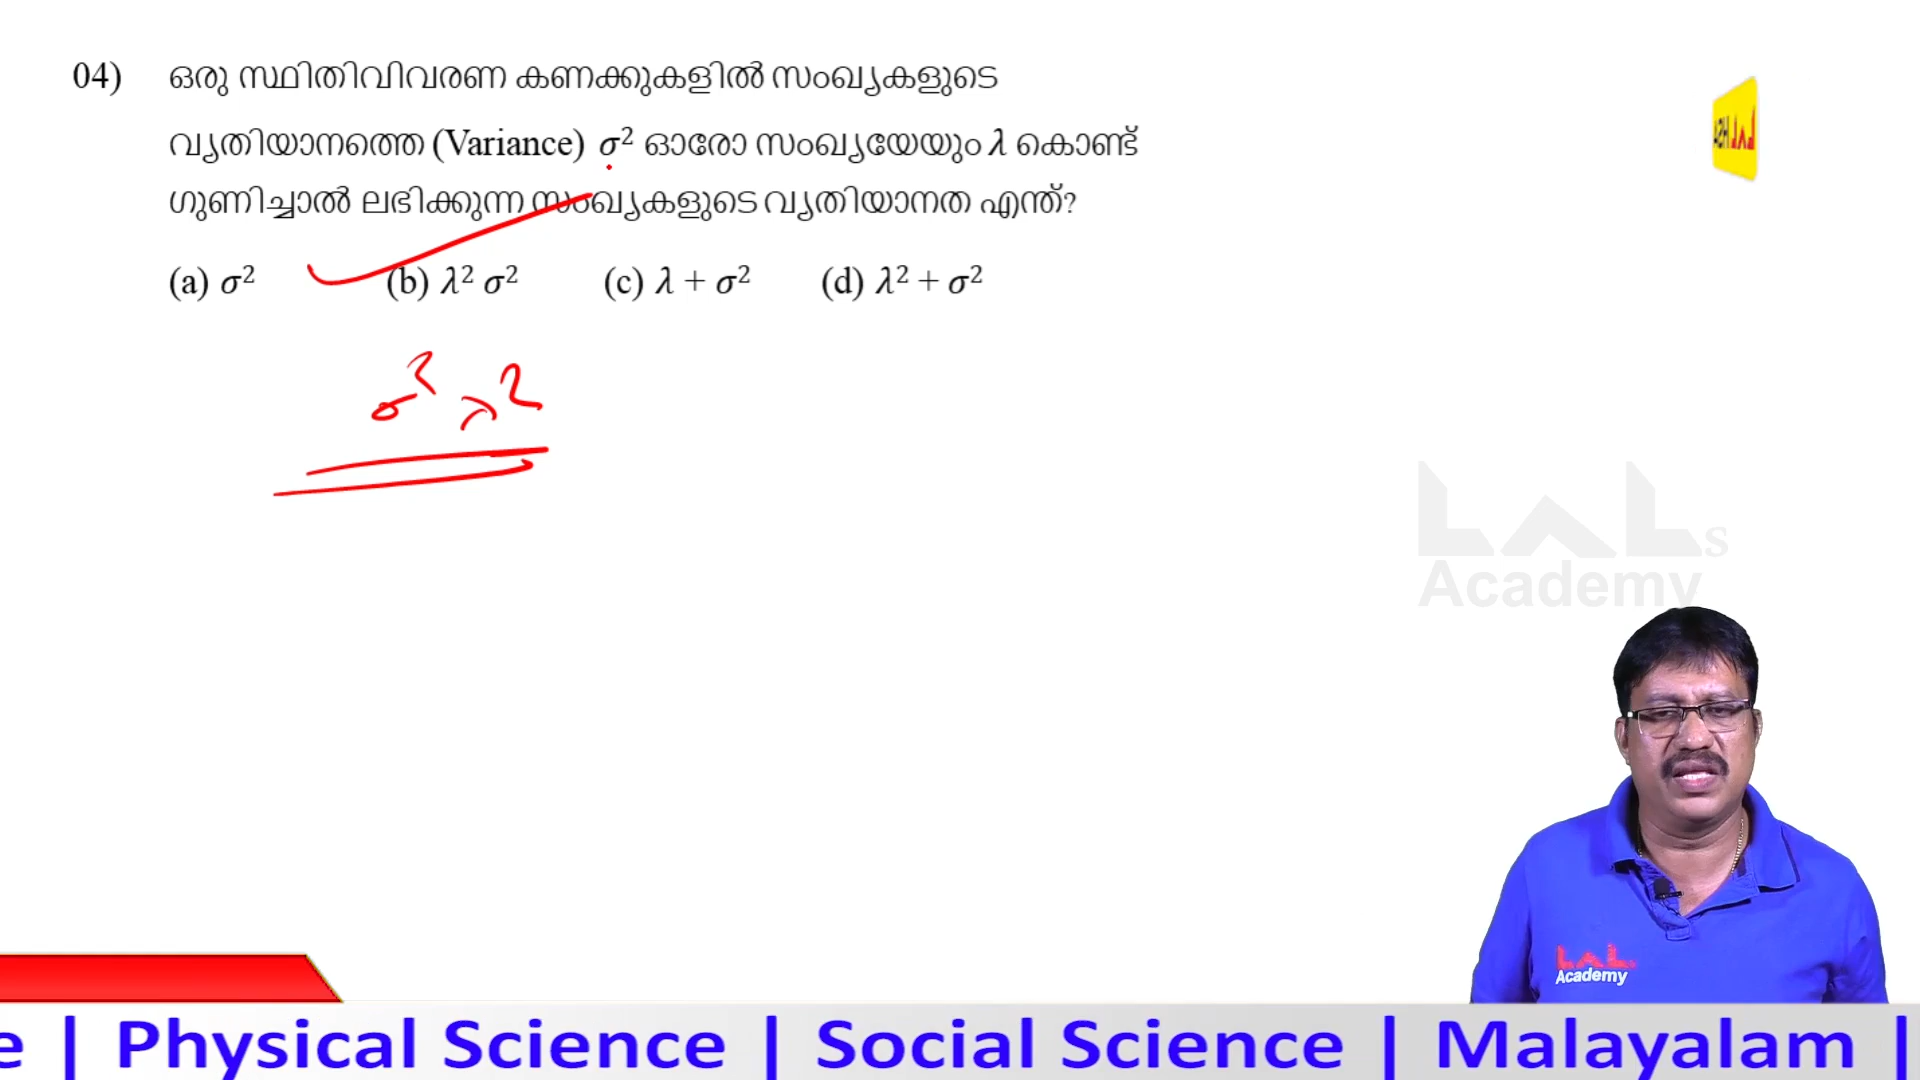 04) ഒരു സ്ഥിതിവിവരണ കണക്കുകളിൽ സംഖ്യകളുടെ
വ്യതിയാനത്തെ (Variance) σ² ഓരോ സംഖ്യയേയും λ കൊണ്ട്
ഗുണിച്ചാൽ ലഭിക്കുന്ന സംഖ്യകളുടെ വ്യതിയാനത എന്ത്?
(a) σ² (b) λ² σ² (c) λ + σ² (d) λ² + σ²
σ² λ²
LALs
Academy
LAL
Academy
e | Physical Science | Social Science | Malayalam |